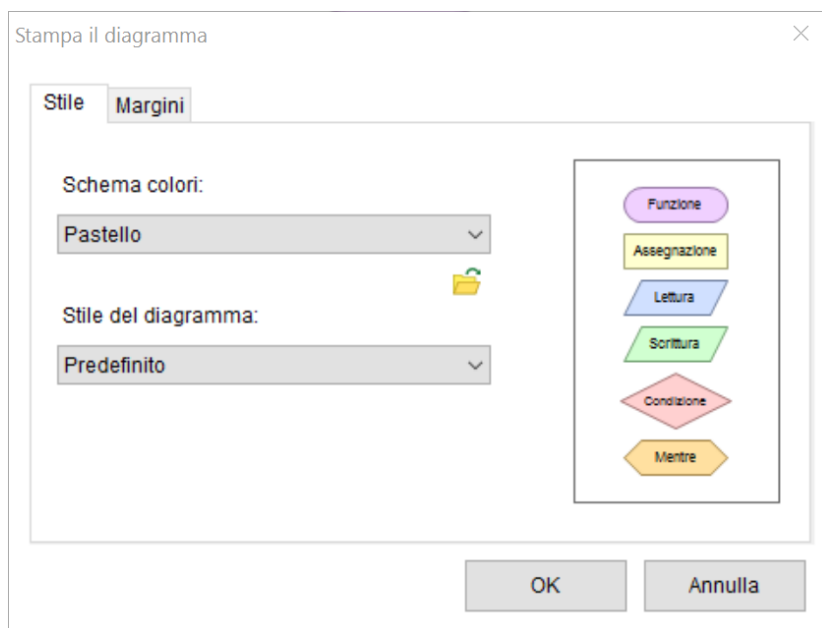 Stampa il diagramma
Stile
Margini
Schema colori:
Pastello
Stile del diagramma:
Predefinito
Funzione
Assegnazione
Lettura
Scrittura
Condizione
Mentre
OK
Annulla